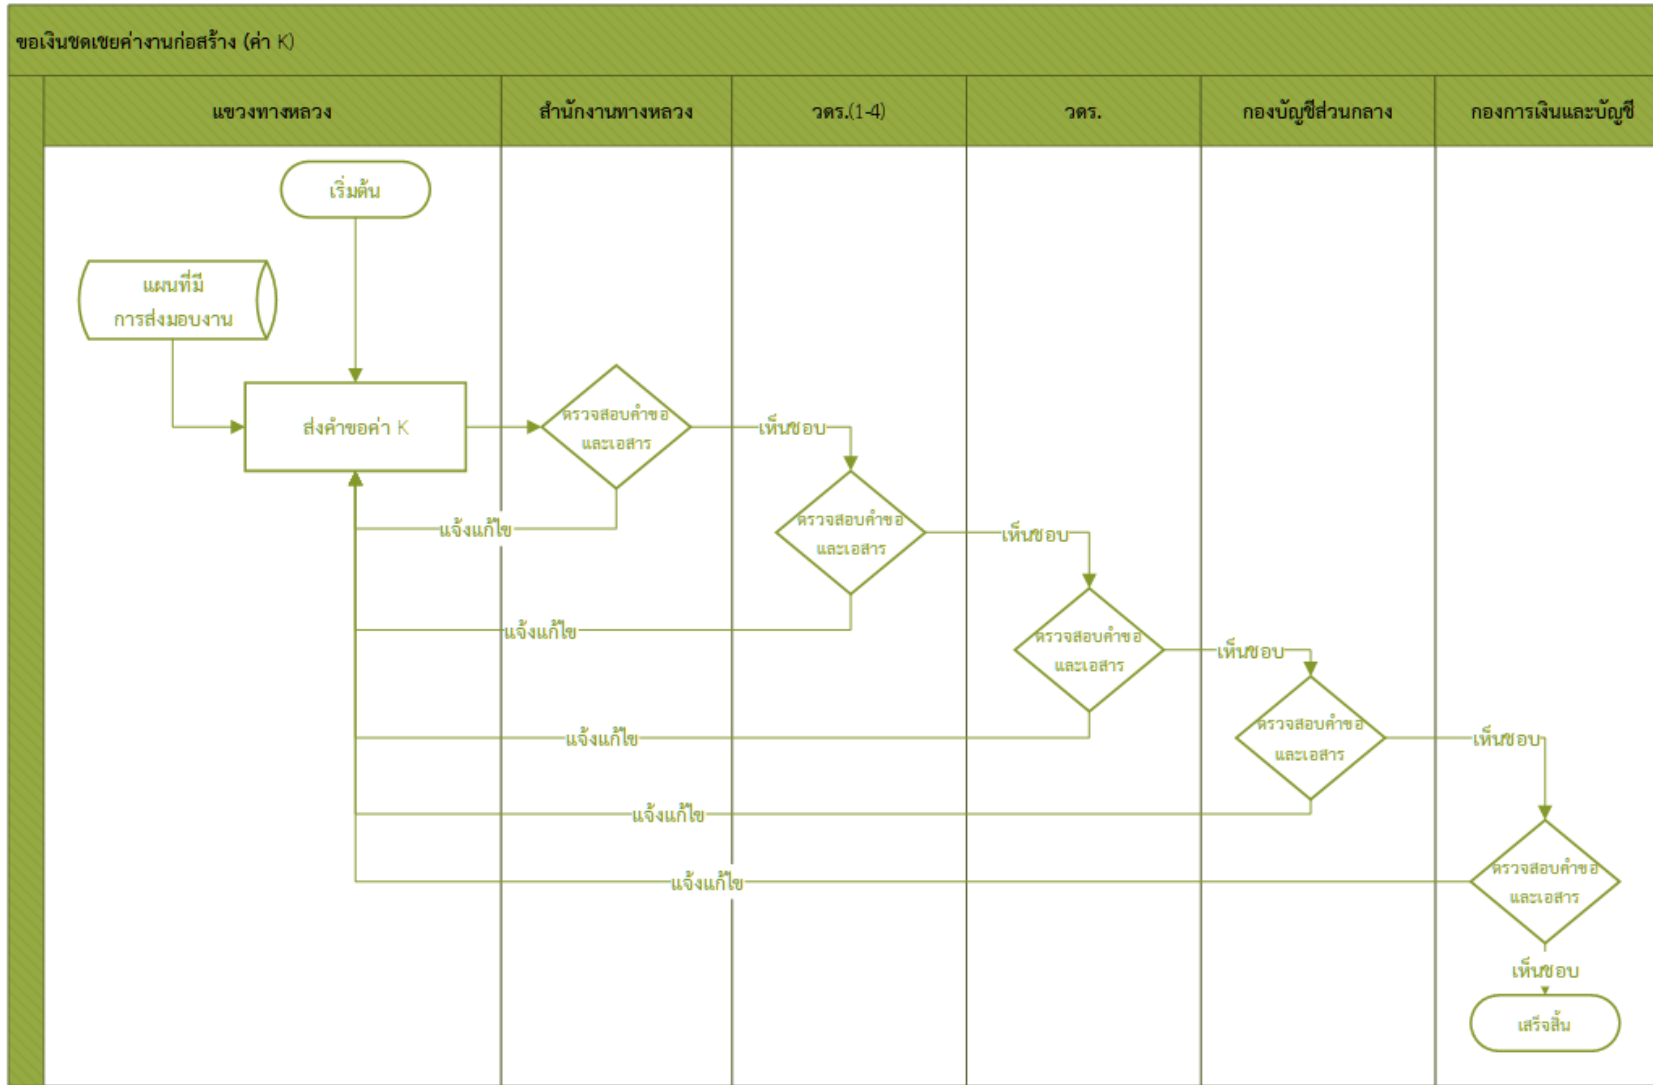 ขอเงินชดเชยค่างานก่อสร้าง (ค่า K)
แขวงทางหลวง
สำนักงานทางหลวง
วดร.(1-4)
วดร.
กองบัญชีส่วนกลาง
กองการเงินและบัญชี
เริ่มต้น
แผนที่มี
การส่งมอบงาน
ส่งคำขอค่า K
ตรวจสอบคำขอ
และเอสาร
เห็นชอบ
แจ้งแก้ไข
ตรวจสอบคำขอ
และเอสาร
เห็นชอบ
แจ้งแก้ไข
ตรวจสอบคำขอ
และเอสาร
เห็นชอบ
แจ้งแก้ไข
ตรวจสอบคำขอ
และเอสาร
เห็นชอบ
แจ้งแก้ไข
ตรวจสอบคำขอ
และเอสาร
แจ้งแก้ไข
เห็นชอบ
เสร็จสิ้น